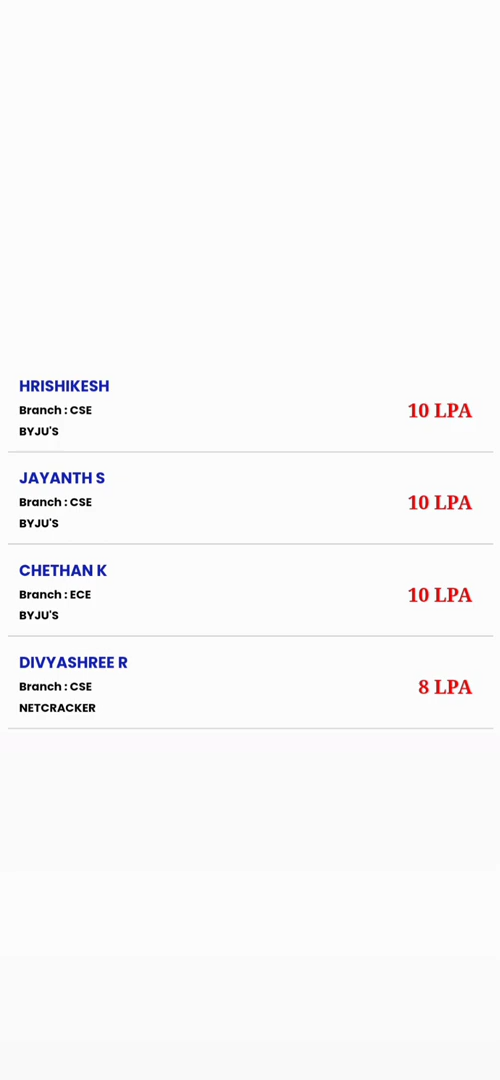 HRISHIKESH
Branch : CSE
10 LPA
BYJU'S
JAYANTH S
Branch : CSE
10 LPA
BYJU'S
CHETHAN K
Branch : ECE
10 LPA
BYJU'S
DIVYASHREE R
Branch : CSE
8 LPA
NETCRACKER